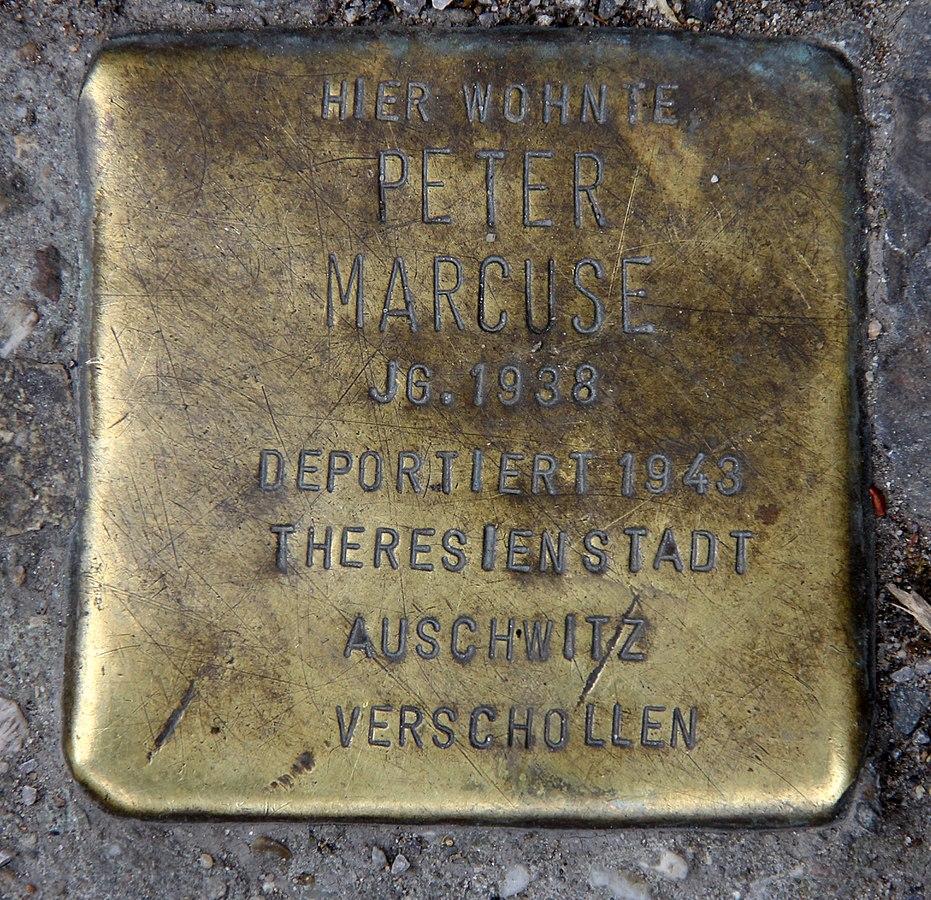 HIER WOHNTE
PETER
MARCUSE
JG. 1938
DEPORTIERT 1943
THERESIENSTADT
AUSCHWITZ
VERSCHOLLEN